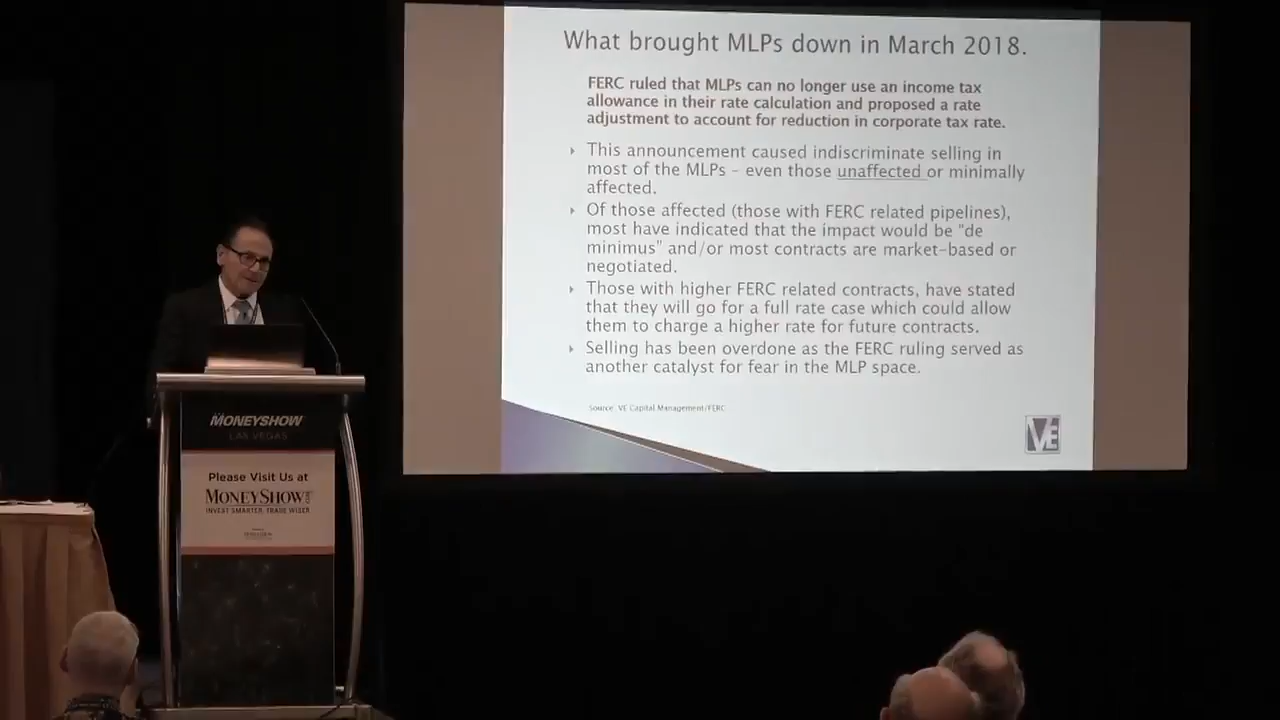 What brought MLPs down in March 2018.
FERC ruled that MLPs can no longer use an income tax
allowance in their rate calculation and proposed a rate
adjustment to account for reduction in corporate tax rate.
This announcement caused indiscriminate selling in
most of the MLPs – even those unaffected or minimally
affected.
Of those affected (those with FERC related pipelines),
most have indicated that the impact would be “de
minimus” and/or most contracts are market-based or
negotiated.
Those with higher FERC related contracts, have stated
that they will go for a full rate case which could allow
them to charge a higher rate for future contracts.
Selling has been overdone as the FERC ruling served as
another catalyst for fear in the MLP space.
Source: VE Capital Management/FERC
VE
MONEYSHOW
LAS VEGAS
Please Visit Us at
MONEYSHOW.COM
INVEST SMARTER, TRADE WISER